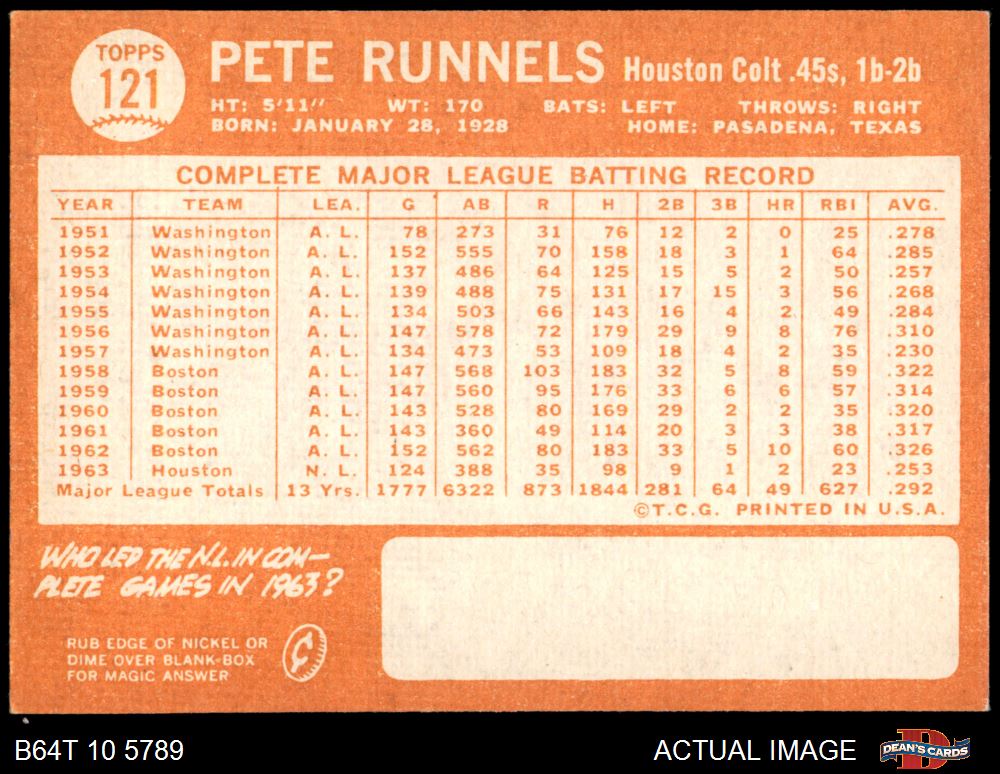 TOPPS
121
PETE RUNNELS Houston Colt .45s, 1b-2b
HT: 5'11" WT: 170 BATS: LEFT THROWS: RIGHT
BORN: JANUARY 28, 1928 HOME: PASADENA, TEXAS
COMPLETE MAJOR LEAGUE BATTING RECORD
YEAR TEAM LEA. G AB R H 2B 3B HR RBI AVG.
1951 Washington A. L. 78 273 31 76 12 2 0 25 .278
1952 Washington A. L. 152 555 70 158 18 3 1 64 .285
1953 Washington A. L. 137 486 64 125 15 5 2 50 .257
1954 Washington A. L. 139 488 75 131 17 15 3 56 .268
1955 Washington A. L. 134 503 66 143 16 4 2 49 .284
1956 Washington A. L. 147 578 72 179 29 9 8 76 .310
1957 Washington A. L. 134 473 53 109 18 4 2 35 .230
1958 Boston A. L. 147 568 103 183 32 5 8 59 .322
1959 Boston A. L. 147 560 95 176 33 6 6 57 .314
1960 Boston A. L. 143 528 80 169 29 2 2 35 .320
1961 Boston A. L. 143 360 49 114 20 3 3 38 .317
1962 Boston A. L. 152 562 80 183 33 5 10 60 .326
1963 Houston N. L. 124 388 35 98 9 1 2 23 .253
Major League Totals 13 Yrs. 1777 6322 873 1844 281 64 49 627 .292
©T.C.G. PRINTED IN U.S.A.
WHO LED THE N.L. IN COM-
PLETE GAMES IN 1963?
RUB EDGE OF NICKEL OR
DIME OVER BLANK-BOX
FOR MAGIC ANSWER
¢
B64T 10 5789 ACTUAL IMAGE DEAN'S CARDS